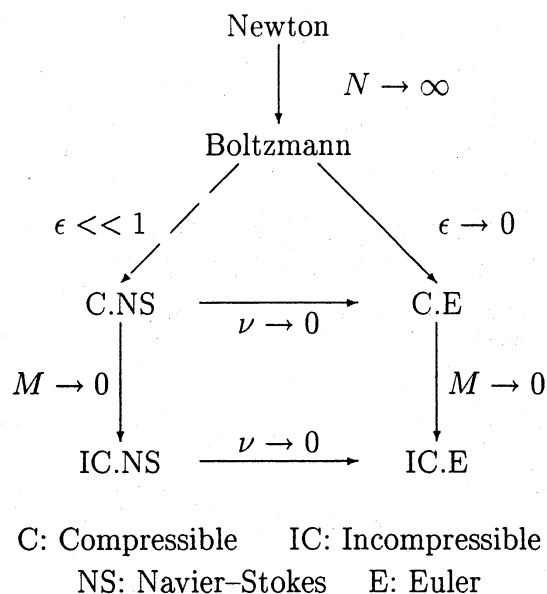 Newton
N → ∞
Boltzmann
ϵ << 1
ϵ → 0
C.NS
C.E
ν → 0
M → 0
M → 0
ν → 0
IC.NS
IC.E
C: Compressible IC: Incompressible
NS: Navier–Stokes E: Euler